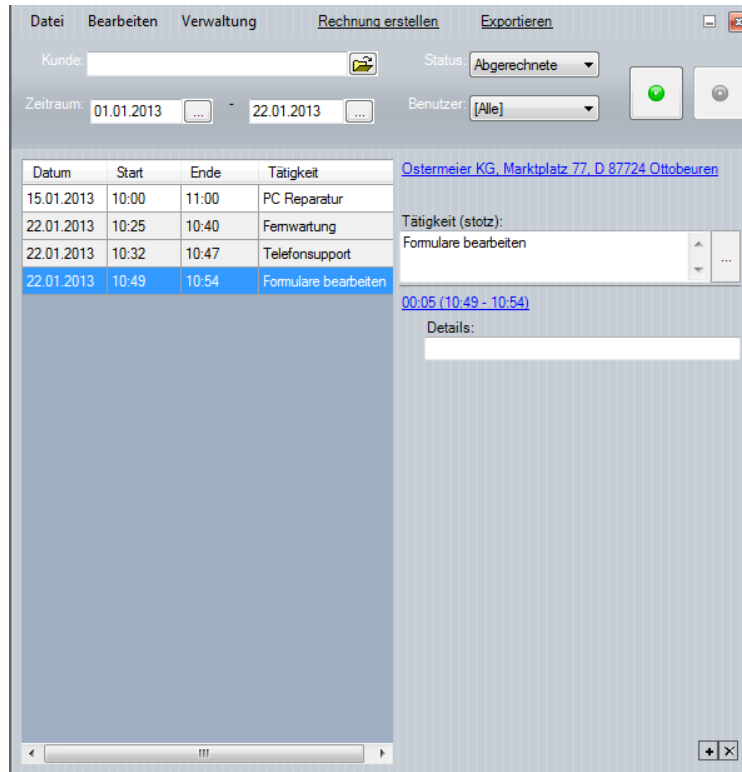 Datei Bearbeiten Verwaltung Rechnung erstellen Exportieren
Kunde: Status: Abgerechnete
Zeitraum: 01.01.2013 ... - 22.01.2013 ... Benutzer: [Alle]
Datum Start Ende Tätigkeit
15.01.2013 10:00 11:00 PC Reparatur
22.01.2013 10:25 10:40 Fernwartung
22.01.2013 10:32 10:47 Telefonsupport
22.01.2013 10:49 10:54 Formulare bearbeiten
Ostermeier KG, Marktplatz 77, D 87724 Ottobeuren
Tätigkeit (stotz):
Formulare bearbeiten
...
00:05 (10:49 - 10:54)
Details: